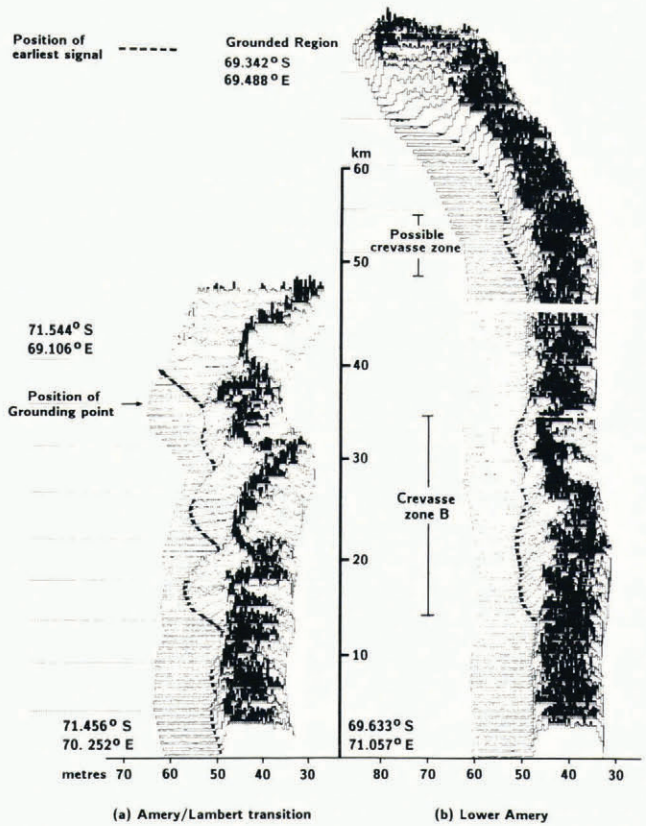 Position of
earliest signal
Grounded Region
69.342° S
69.488° E
km
60
Possible
crevasse zone
50
71.544° S
69.106° E
40
Position of
Grounding point
30
Crevasse
zone B
20
10
71.456° S
70. 252° E
69.633° S
71.057° E
metres 70 60 50 40 30 80 70 60 50 40 30
(a) Amery/Lambert transition (b) Lower Amery